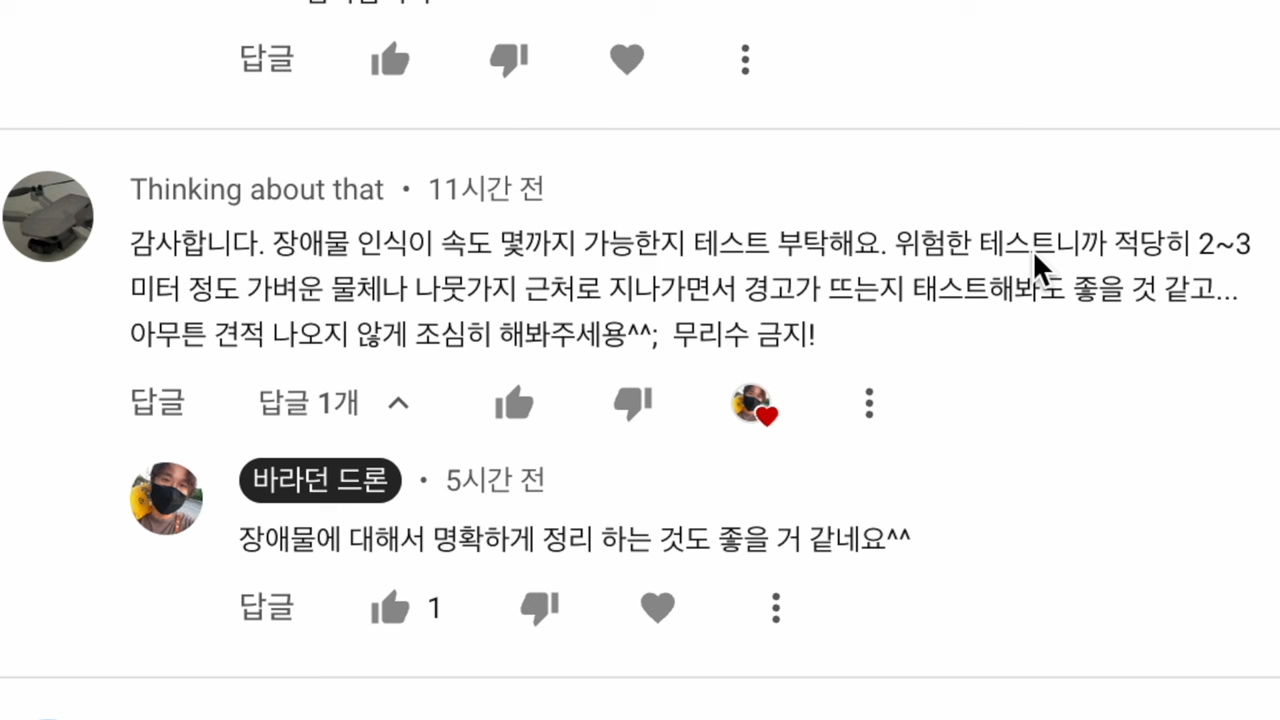 답글
Thinking about that • 11시간 전
감사합니다. 장애물 인식이 속도 몇까지 가능한지 테스트 부탁해요. 위험한 테스트니까 적당히 2~3
미터 정도 가벼운 물체나 나뭇가지 근처로 지나가면서 경고가 뜨는지 태스트해봐도 좋을 것 같고...
아무튼 견적 나오지 않게 조심히 해봐주세용^^; 무리수 금지!
답글 답글 1개
바라던 드론 • 5시간 전
장애물에 대해서 명확하게 정리 하는 것도 좋을 거 같네요^^
답글 1